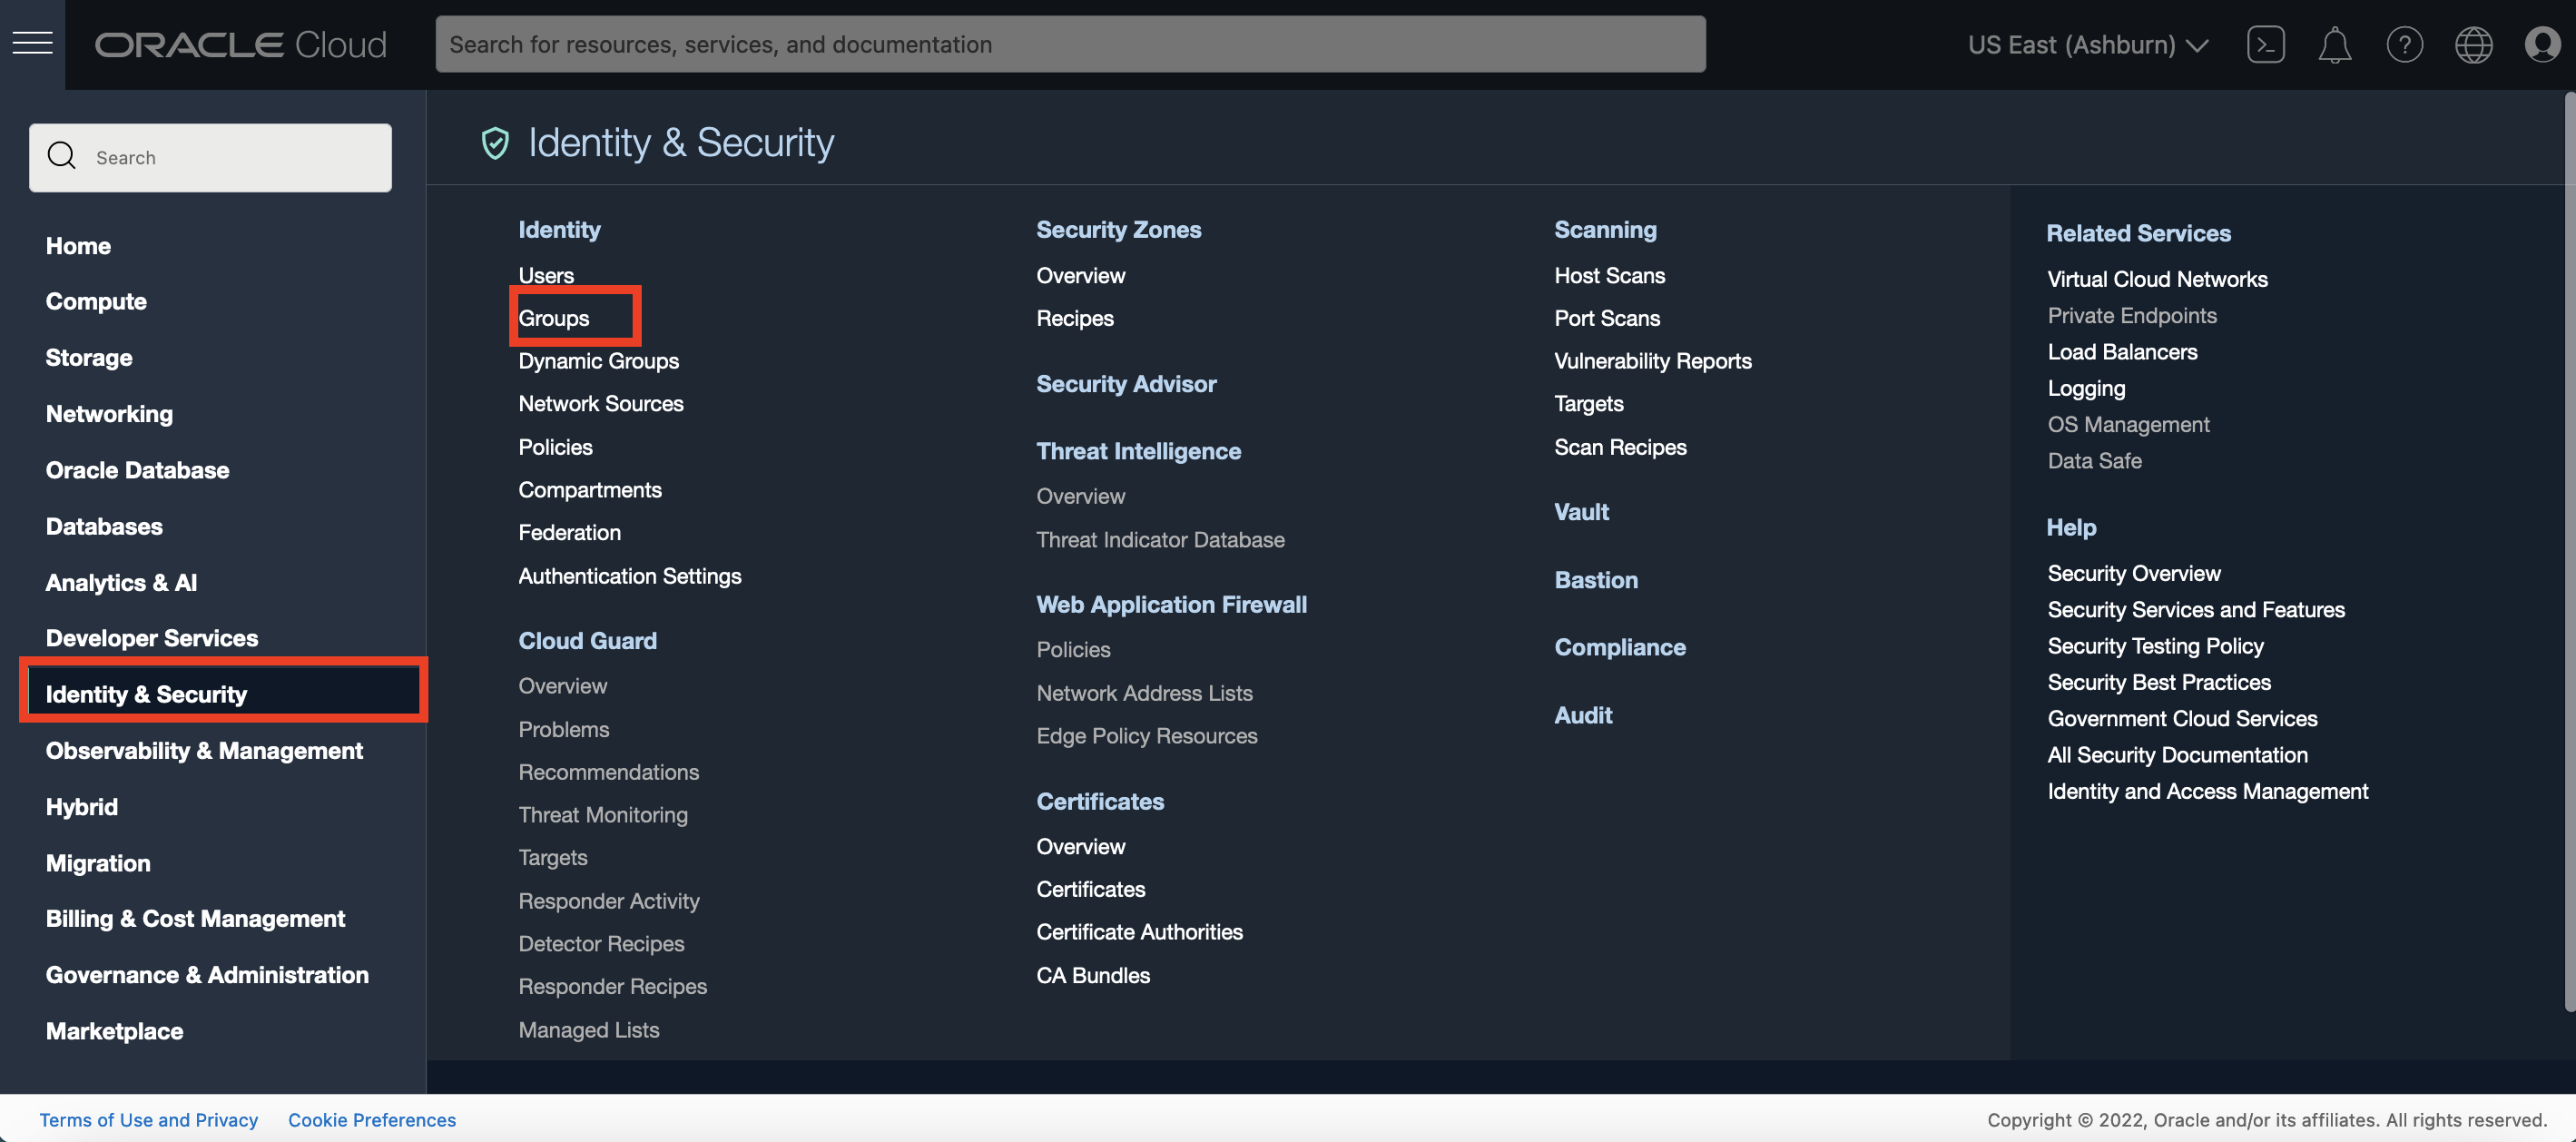 ORACLE Cloud
Search for resources, services, and documentation
US East (Ashburn)
Search
Home
Compute
Storage
Networking
Oracle Database
Databases
Analytics & AI
Developer Services
Identity & Security
Observability & Management
Hybrid
Migration
Billing & Cost Management
Governance & Administration
Marketplace
Identity & Security
Identity
Users
Groups
Dynamic Groups
Network Sources
Policies
Compartments
Federation
Authentication Settings
Cloud Guard
Overview
Problems
Recommendations
Threat Monitoring
Targets
Responder Activity
Detector Recipes
Responder Recipes
Managed Lists
Security Zones
Overview
Recipes
Security Advisor
Threat Intelligence
Overview
Threat Indicator Database
Web Application Firewall
Policies
Network Address Lists
Edge Policy Resources
Certificates
Overview
Certificates
Certificate Authorities
CA Bundles
Scanning
Host Scans
Port Scans
Vulnerability Reports
Targets
Scan Recipes
Vault
Bastion
Compliance
Audit
Related Services
Virtual Cloud Networks
Private Endpoints
Load Balancers
Logging
OS Management
Data Safe
Help
Security Overview
Security Services and Features
Security Testing Policy
Security Best Practices
Government Cloud Services
All Security Documentation
Identity and Access Management
Terms of Use and Privacy
Cookie Preferences
Copyright © 2022, Oracle and/or its affiliates. All rights reserved.